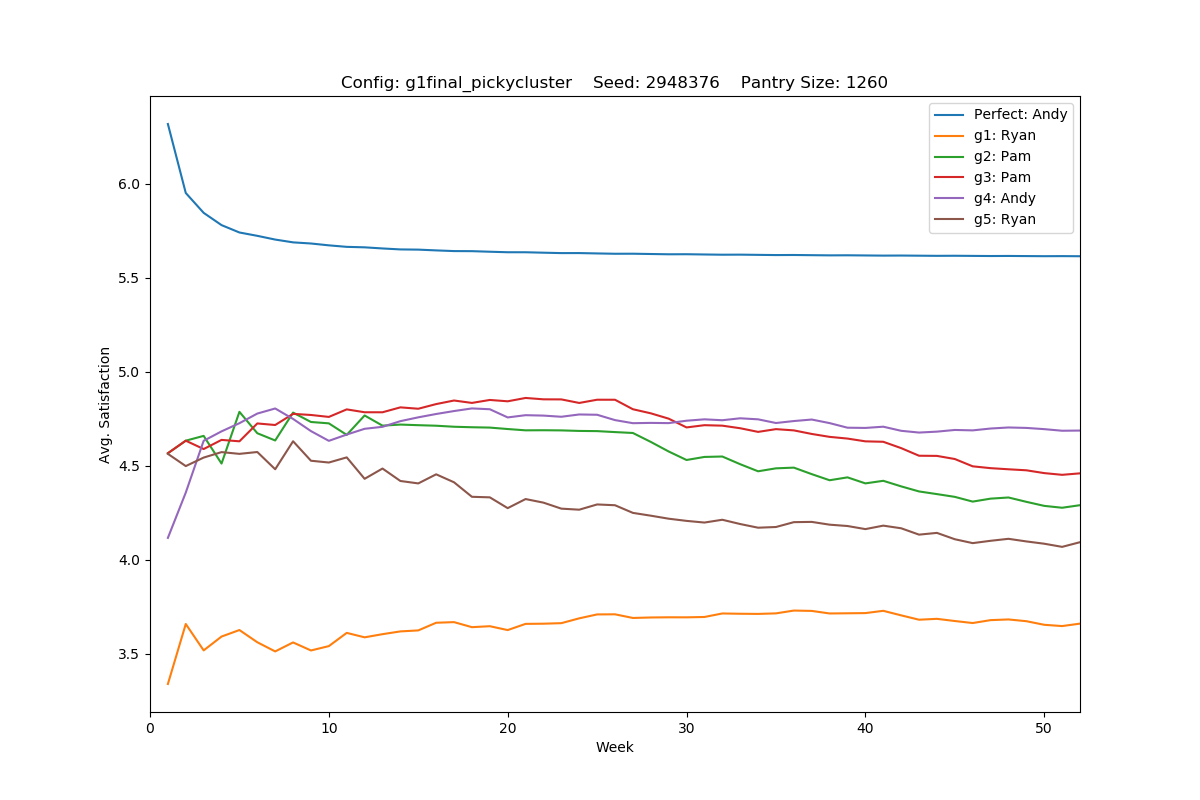 Config: g1final_pickycluster    Seed: 2948376    Pantry Size: 1260
Perfect: Andy
g1: Ryan
g2: Pam
g3: Pam
g4: Andy
g5: Ryan
Avg. Satisfaction
6.0
5.5
5.0
4.5
4.0
3.5
0 10 20 30 40 50
Week